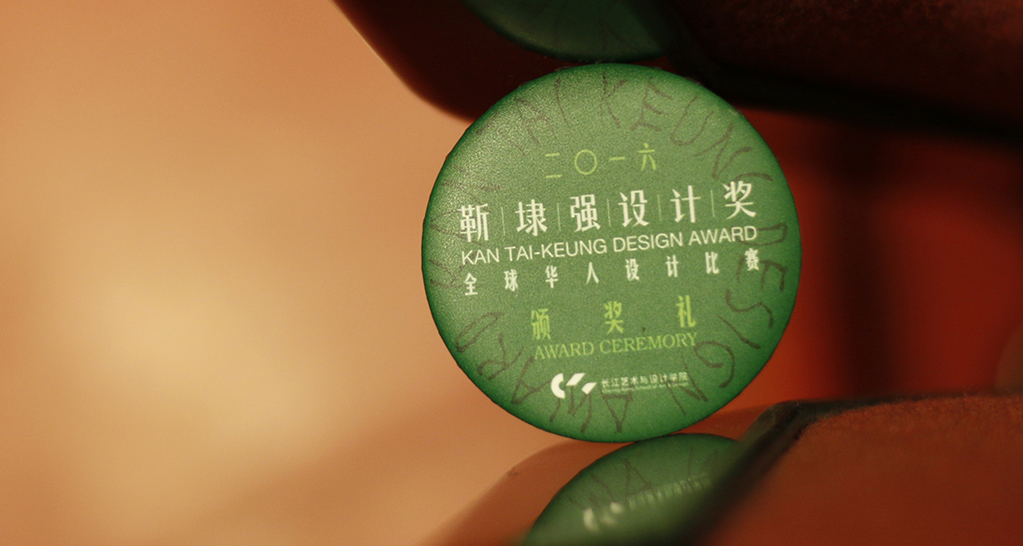 二〇一六
靳埭强设计奖
KAN TAI-KEUNG DESIGN AWARD
全球华人设计比赛
颁奖礼
AWARD CEREMONY
长江艺术与设计学院